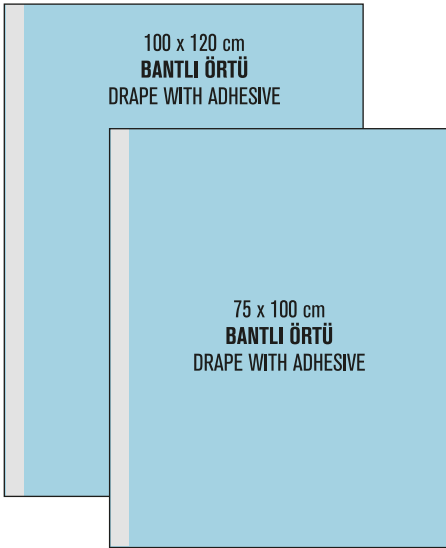 100 x 120 cm
BANTLI ÖRTÜ
DRAPE WITH ADHESIVE
75 x 100 cm
BANTLI ÖRTÜ
DRAPE WITH ADHESIVE